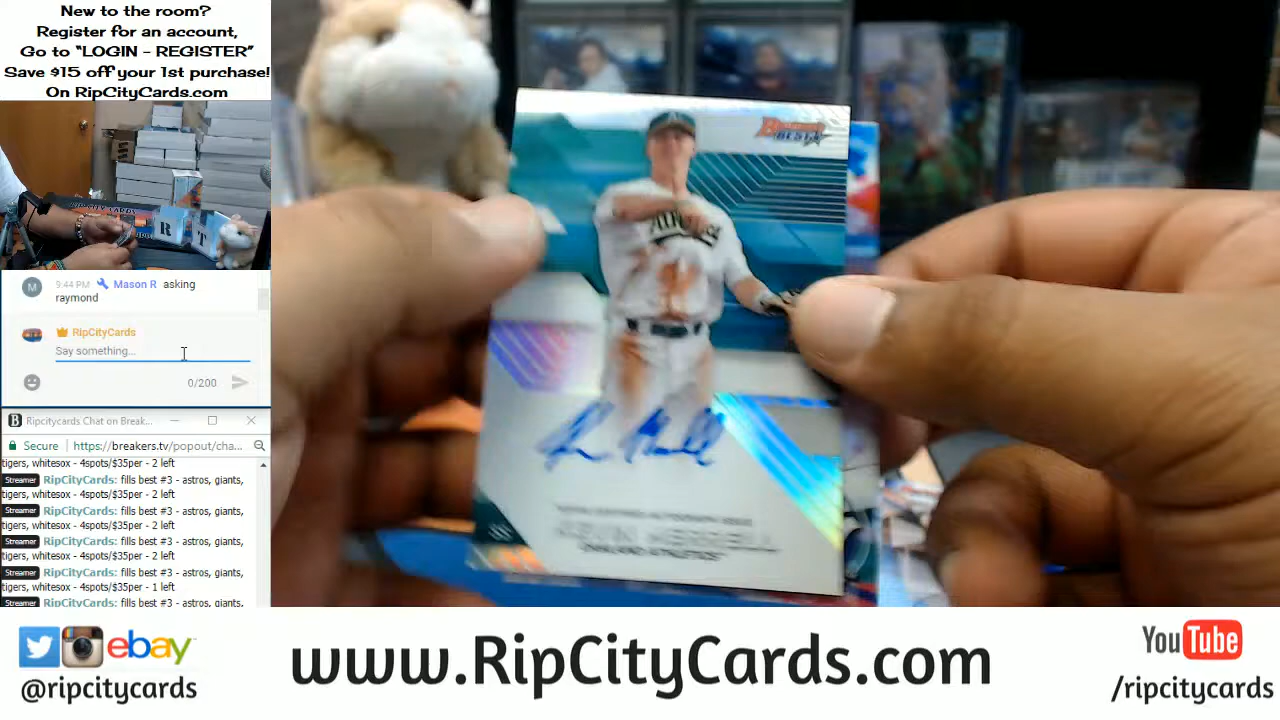 New to the room?
Register for an account,
Go to “LOGIN - REGISTER”
Save $15 off your 1st purchase!
On RipCityCards.com
RIP CITY CARDS
R T
M 9:44 PM Mason R asking
raymond
RipCityCards
Say something...
0/200
Ripcitycards Chat on Break...
Secure https://breakers.tv/popout/cha...
tigers, whitesox - 4spots/$35per - 2 left
Streamer RipCityCards: fills best #3 - astros, giants,
tigers, whitesox - 4spots/$35per - 2 left
Streamer RipCityCards: fills best #3 - astros, giants,
tigers, whitesox - 4spots/$35per - 2 left
Streamer RipCityCards: fills best #3 - astros, giants,
tigers, whitesox - 4spots/$35per - 2 left
Streamer RipCityCards: fills best #3 - astros, giants,
tigers, whitesox - 4spots/$35per - 1 left
Streamer RipCityCards: fills best #3 - astros, giants,
Bowman's
BEST
OAKLAND ATHLETICS
ebay
@ripcitycards
www.RipCityCards.com
YouTube
/ripcitycards